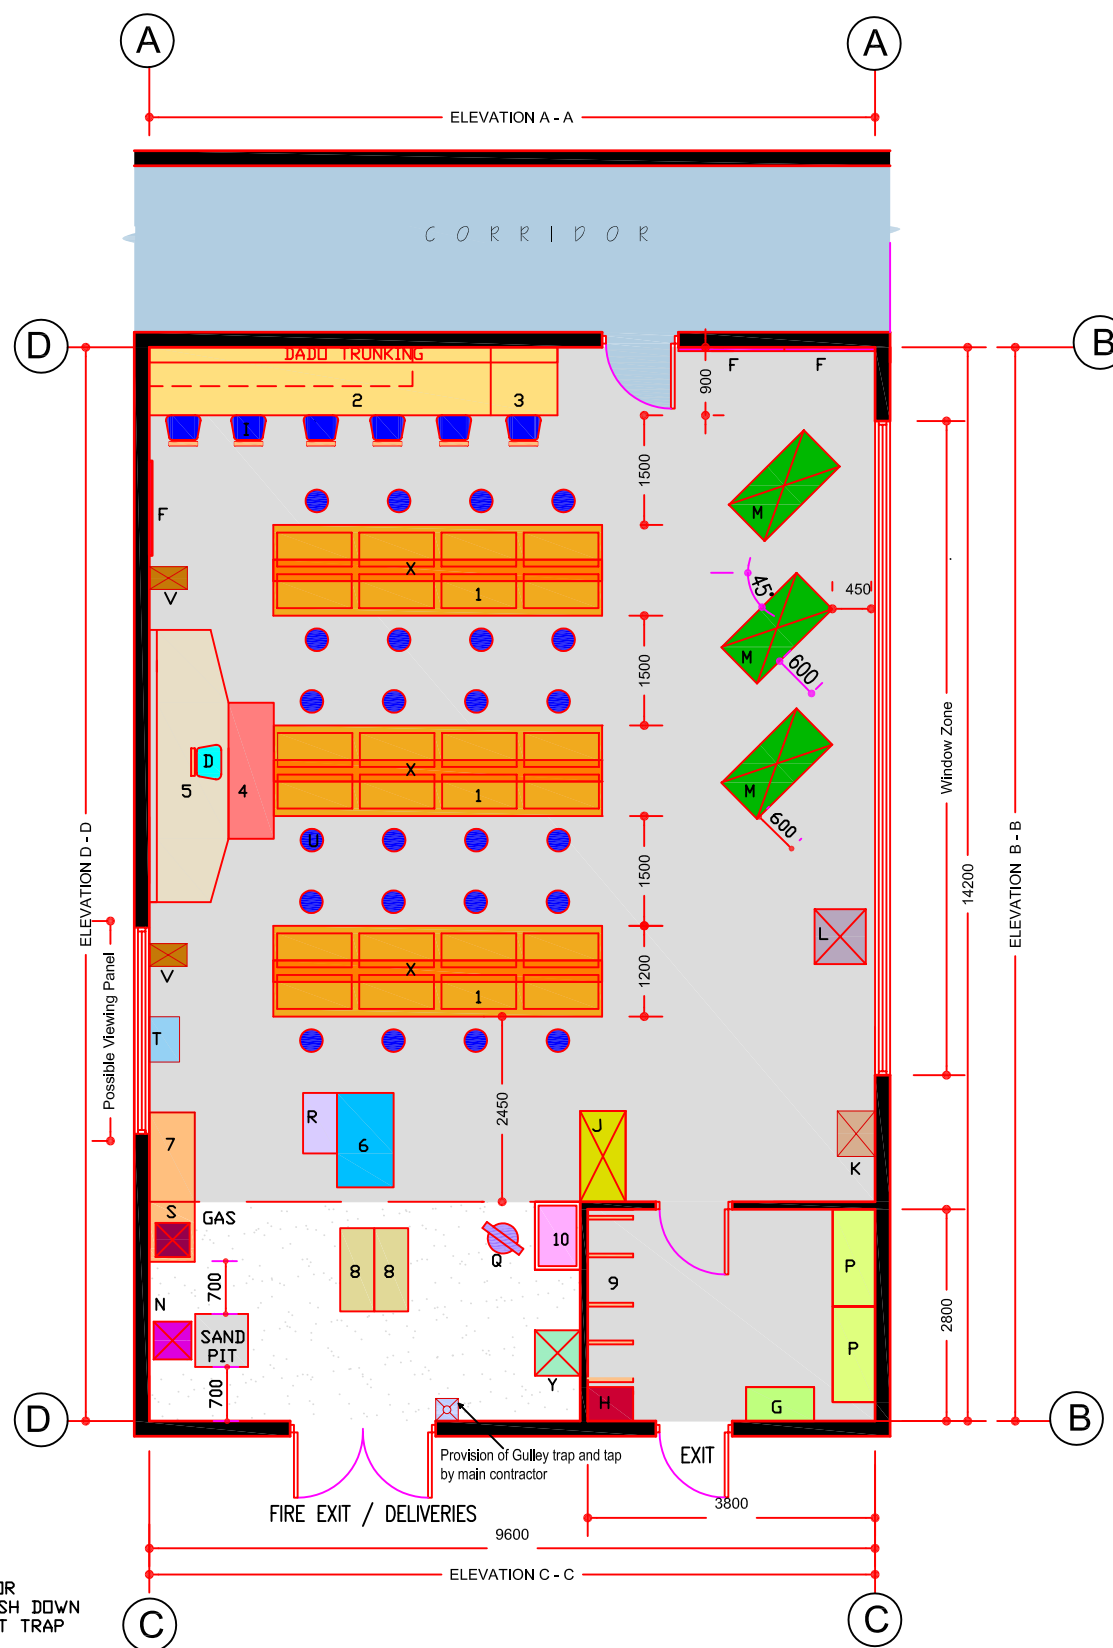 A
A
ELEVATION A - A
CORRIDOR
D
B
DADO TRUNKING
2
3
I
F
F
F
900
1500
M
X
1
V
45°
450
M
600
1500
X
1
D
5
4
U
M
600
Window Zone
14200
ELEVATION B - B
ELEVATION D - D
1500
L
X
1
1200
V
T
Possible Viewing Panel
7
R
6
2450
J
K
S
GAS
N
700
SAND
PIT
700
8
8
Q
10
Y
9
H
P
P
G
2800
D
B
Provision of Gulley trap and tap
by main contractor
EXIT
FIRE EXIT / DELIVERIES
3800
9600
ELEVATION C - C
OR
SH DOWN
T TRAP
C
C